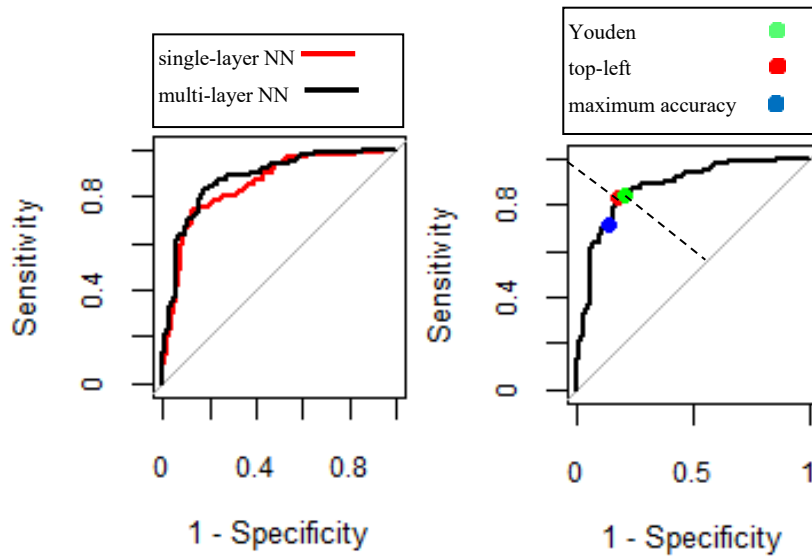 single-layer NN
multi-layer NN
Sensitivity
0.8
0.4
0
0 0.4 0.8
1 - Specificity
Youden
top-left
maximum accuracy
Sensitivity
0.8
0.4
0
0 0.5 1
1 - Specificity